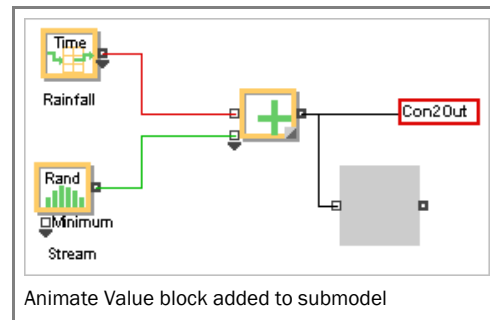 Time
Rainfall
Con2Out
Rand
Minimum
Stream
Animate Value block added to submodel